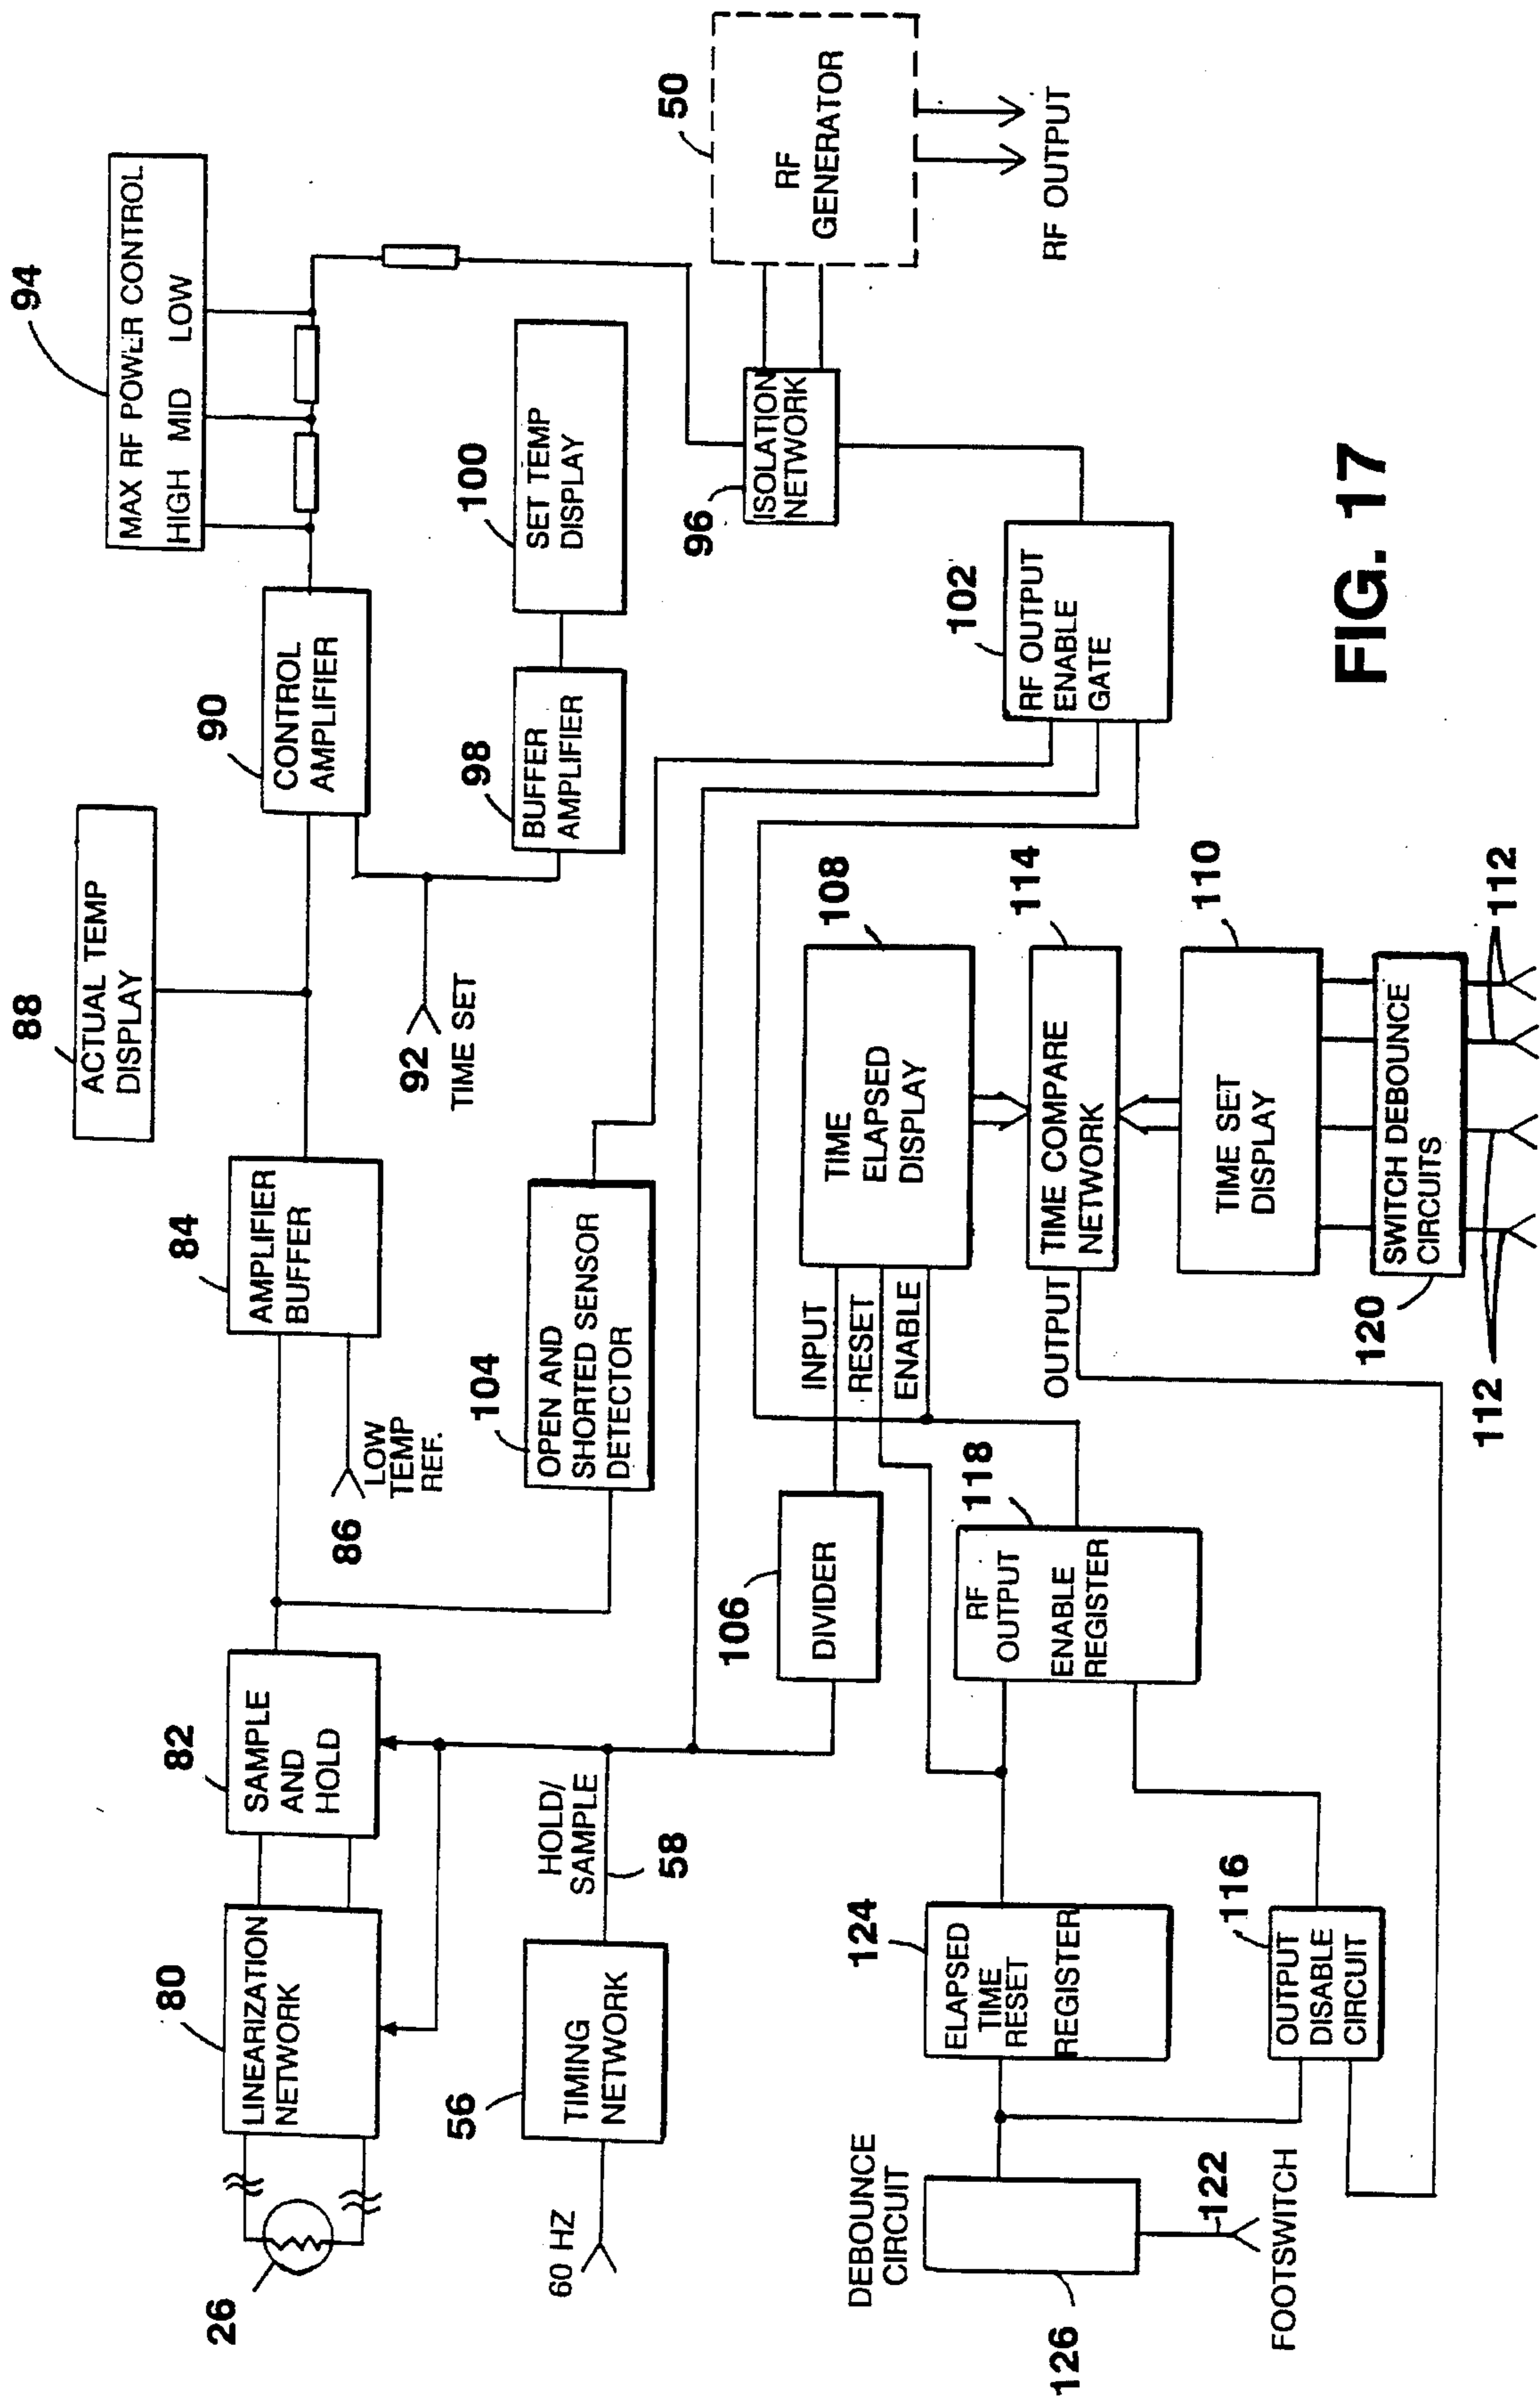 94
MAX RF POWER CONTROL
HIGH MID LOW
88
ACTUAL TEMP
DISPLAY
90
CONTROL
AMPLIFIER
84
AMPLIFIER
BUFFER
82
SAMPLE
AND
HOLD
80
LINEARIZATION
NETWORK
26
86
LOW
TEMP
REF.
92
TIME SET
98
BUFFER
AMPLIFIER
100
SET TEMP
DISPLAY
50
RF
GENERATOR
RF OUTPUT
96
ISOLATION
NETWORK
104
OPEN AND
SHORTED SENSOR
DETECTOR
HOLD/
SAMPLE
58
56
TIMING
NETWORK
60 HZ
102
RF OUTPUT
ENABLE
GATE
106
DIVIDER
INPUT
RESET
ENABLE
108
TIME
ELAPSED
DISPLAY
114
OUTPUT
TIME COMPARE
NETWORK
110
TIME SET
DISPLAY
120
SWITCH DEBOUNCE
CIRCUITS
112
112
118
RF
OUTPUT
ENABLE
REGISTER
124
ELAPSED
TIME
RESET
REGISTER
116
OUTPUT
DISABLE
CIRCUIT
DEBOUNCE
CIRCUIT
126
122
FOOTSWITCH
FIG. 17